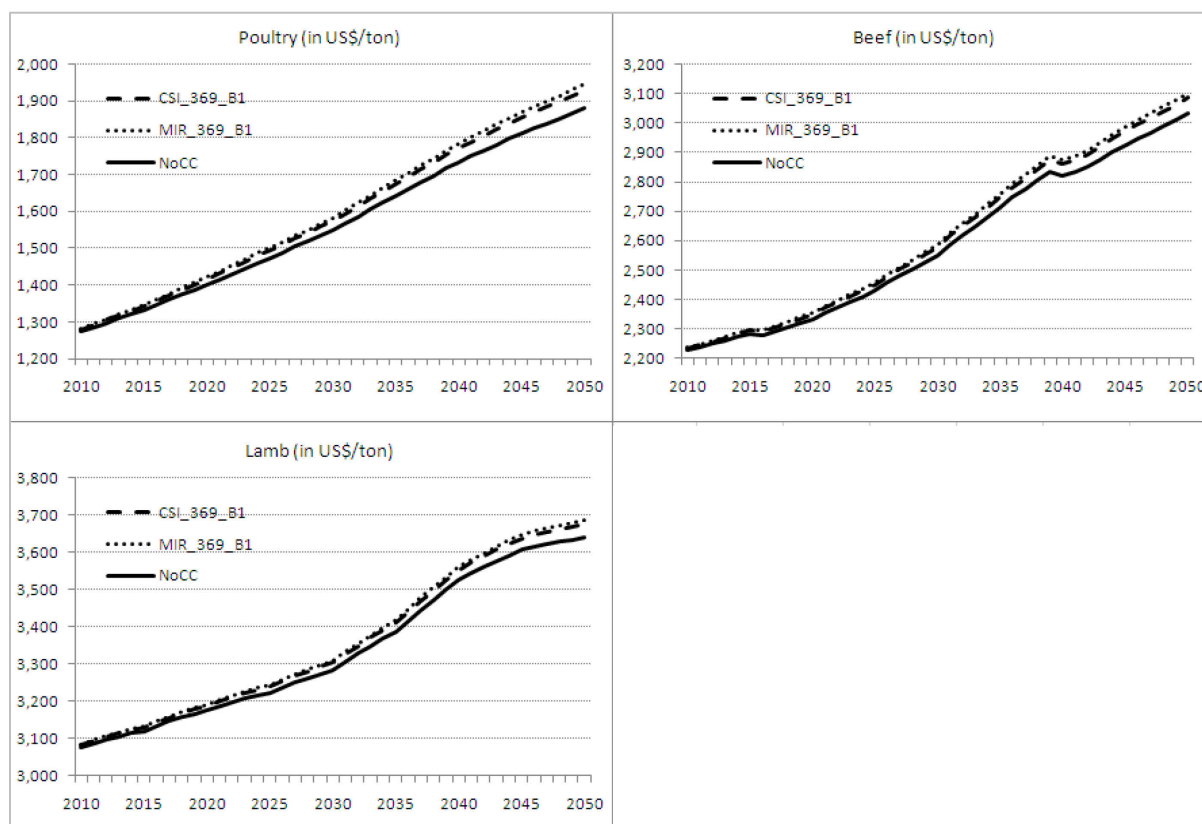 Poultry (in US$/ton)
2,000
1,900
1,800
1,700
1,600
1,500
1,400
1,300
1,200
CSI_369_B1
MIR_369_B1
NoCC
2010 2015 2020 2025 2030 2035 2040 2045 2050
Beef (in US$/ton)
3,200
3,100
3,000
2,900
2,800
2,700
2,600
2,500
2,400
2,300
2,200
CSI_369_B1
MIR_369_B1
NoCC
2010 2015 2020 2025 2030 2035 2040 2045 2050
Lamb (in US$/ton)
3,800
3,700
3,600
3,500
3,400
3,300
3,200
3,100
3,000
CSI_369_B1
MIR_369_B1
NoCC
2010 2015 2020 2025 2030 2035 2040 2045 2050